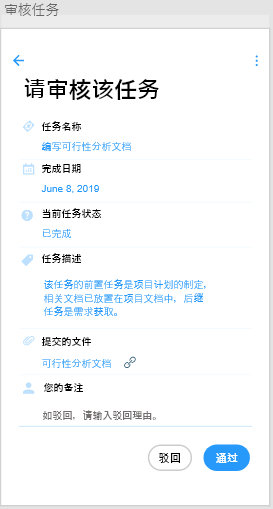 审核任务
请审核该任务
任务名称
编写可行性分析文档
完成日期
June 8, 2019
当前任务状态
已完成
任务描述
该任务的前置任务是项目计划的制定，
相关文档已放置在项目文档中，后继
任务是需求获取。
提交的文件
可行性分析文档
您的备注
如驳回，请输入驳回理由。
驳回 通过